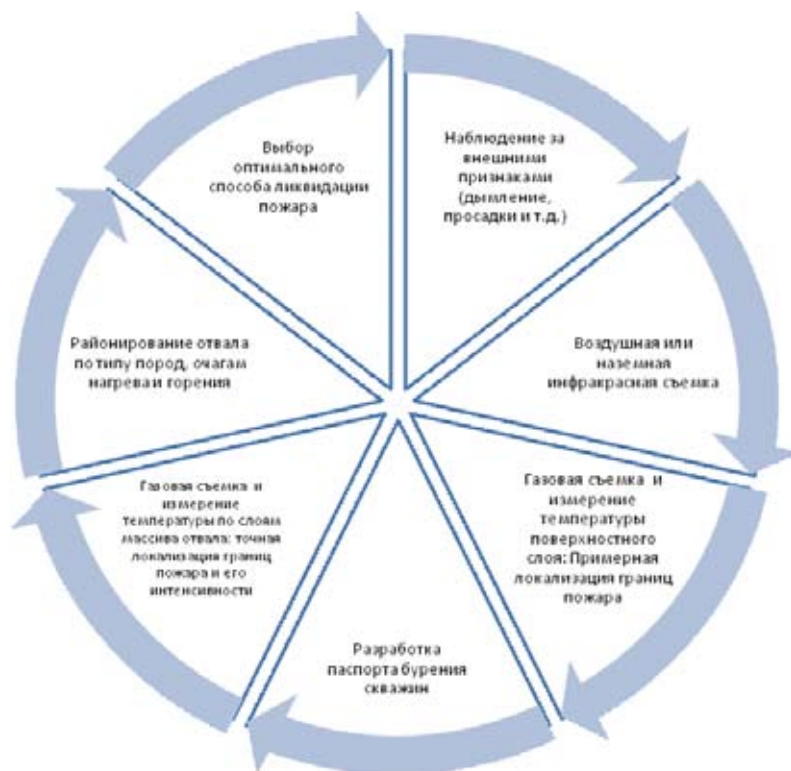 Выбор
оптимального
способа ликвидации
пожара
Наблюдение за
внешними
признаками
(дымление,
просадки и т.д.)
Воздушная или
наземная
инфракрасная съемка
Газовая съемка и
измерение
температуры
поверхностного
слоя: Примерная
локализация границ
пожара
Разработка
паспорта бурения
скважин
Газовая съемка и
измерение
температуры по слоям
массива отвала: точная
локализация границ
пожара и его
интенсивности
Районирование отвала
по типу пород, очагам
нагрева и горения